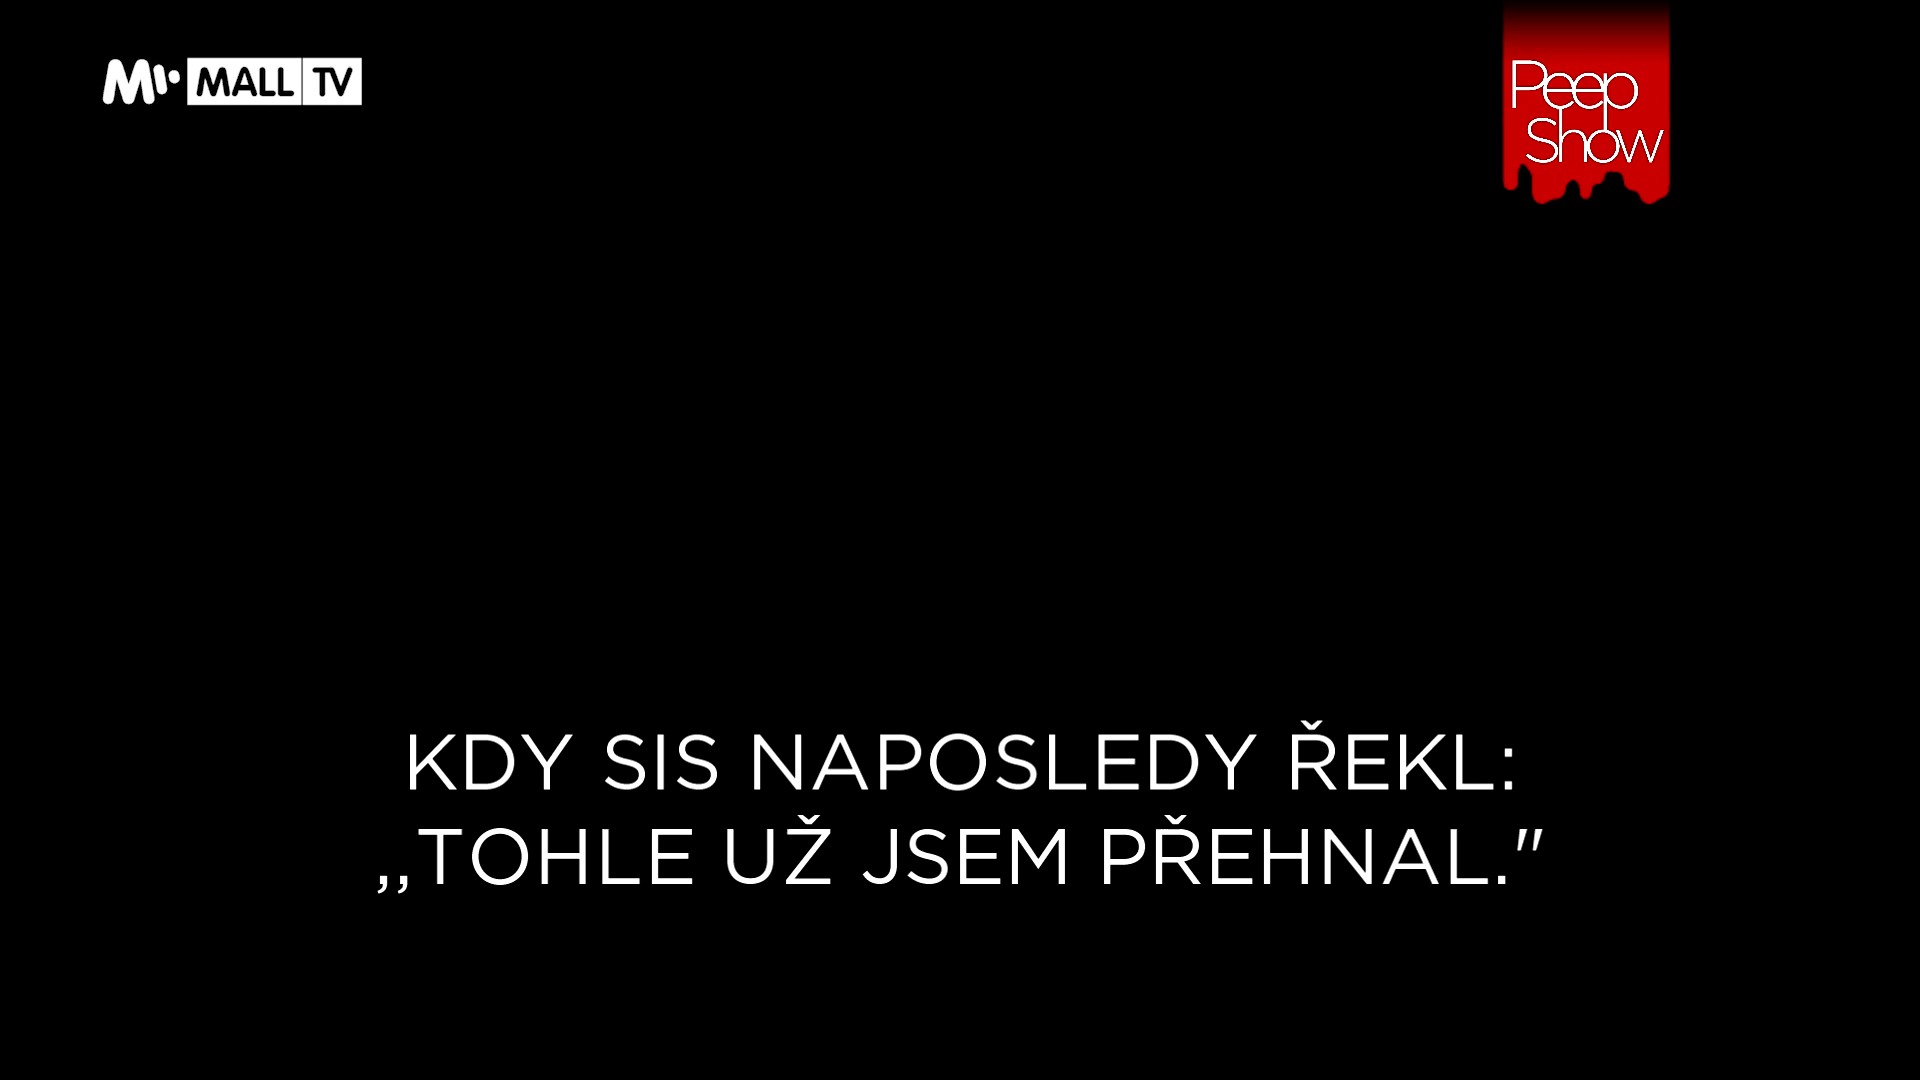 MALL TV
Peep
Show
KDY SIS NAPOSLEDY ŘEKL:
,,TOHLE UŽ JSEM PŘEHNAL."